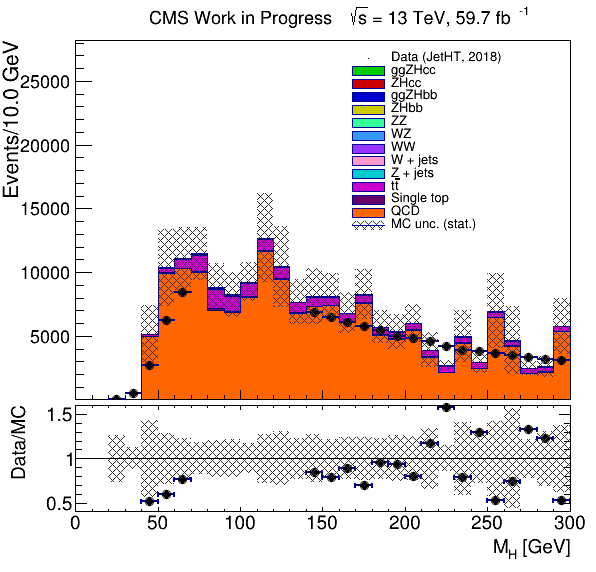 CMS Work in Progress √s = 13 TeV, 59.7 fb⁻¹
Events/10.0 GeV
25000
20000
15000
10000
5000
Data (JetHT, 2018)
ggZHcc
ZHcc
ggZHbb
ZHbb
ZZ
WZ
WW
W + jets
Z + jets
tt̄
Single top
QCD
MC unc. (stat.)
Data/MC
1.5
1
0.5
0 50 100 150 200 250 300
M_H [GeV]